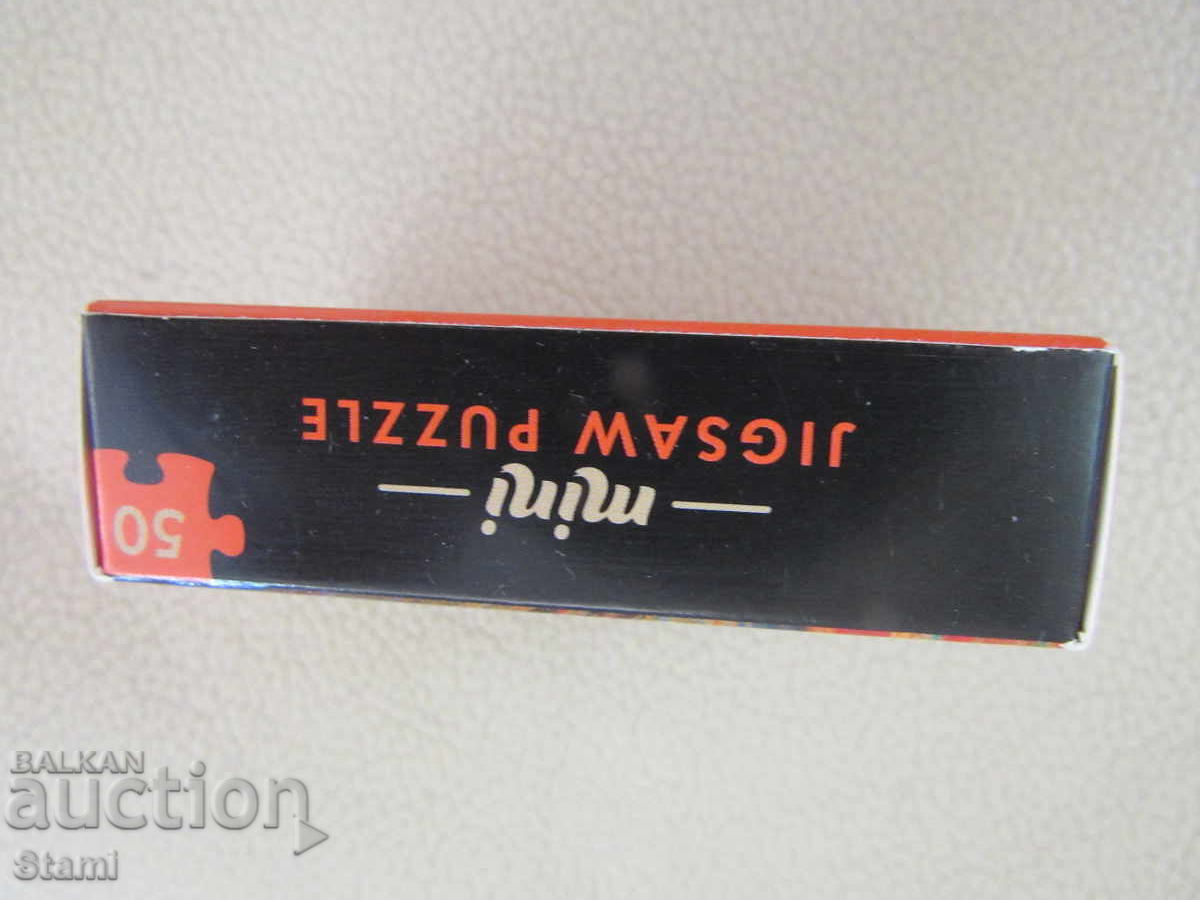 mini
JIGSAW PUZZLE
50
BALKAN
auction
Stami